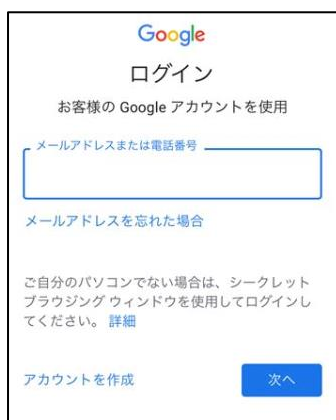 Google
ログイン
お客様の Google アカウントを使用
メールアドレスまたは電話番号
メールアドレスを忘れた場合
ご自分のパソコンでない場合は、シークレット
ブラウジング ウィンドウを使用してログインし
てください。 詳細
アカウントを作成
次へ